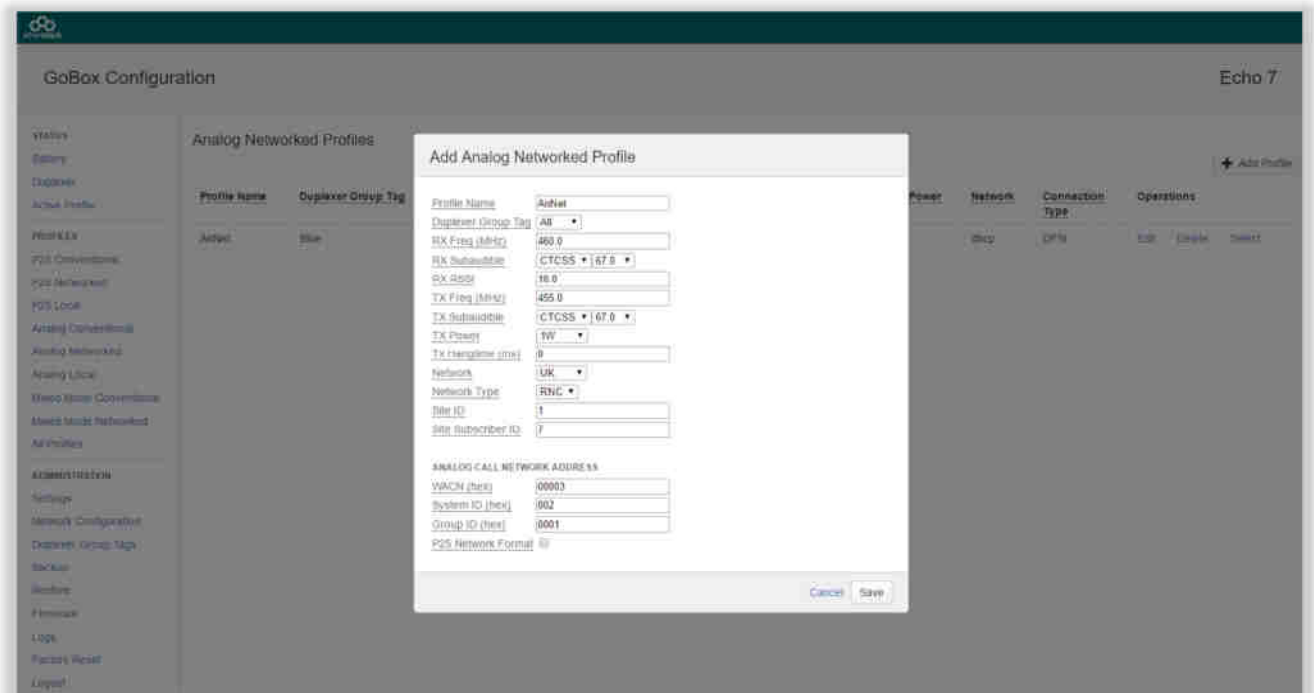 GoBox Configuration
Echo 7
STATUS
Battery
Duplexer
Active Profile
PROFILES
P25 Conventional
P25 Networked
P25 Local
Analog Conventional
Analog Networked
Analog Local
Mixed Mode Conventional
Mixed Mode Networked
All Profiles
ADMINISTRATION
Settings
Network Configuration
Duplexer Group Tags
Backup
Restore
Firmware
Logs
Factory Reset
Logout
Analog Networked Profiles
Add Profile
Profile Name Duplexer Group Tag Power Network Connection Type Operations
AnNet Blue dhcp Edit Delete Select
Add Analog Networked Profile
Profile Name AnNet
Duplexer Group Tag All
RX Freq (MHz) 460.0
RX Subaudible CTCSS 67.0
RX RSSI 16.0
TX Freq (MHz) 455.0
TX Subaudible CTCSS 67.0
TX Power 1W
Tx Hangtime (ms) 0
Network UK
Network Type RNC
Site ID 1
Site Subscriber ID 7
ANALOG CALL NETWORK ADDRESS
WACN (hex) 00003
System ID (hex) 002
Group ID (hex) 0001
P25 Network Format
Cancel Save